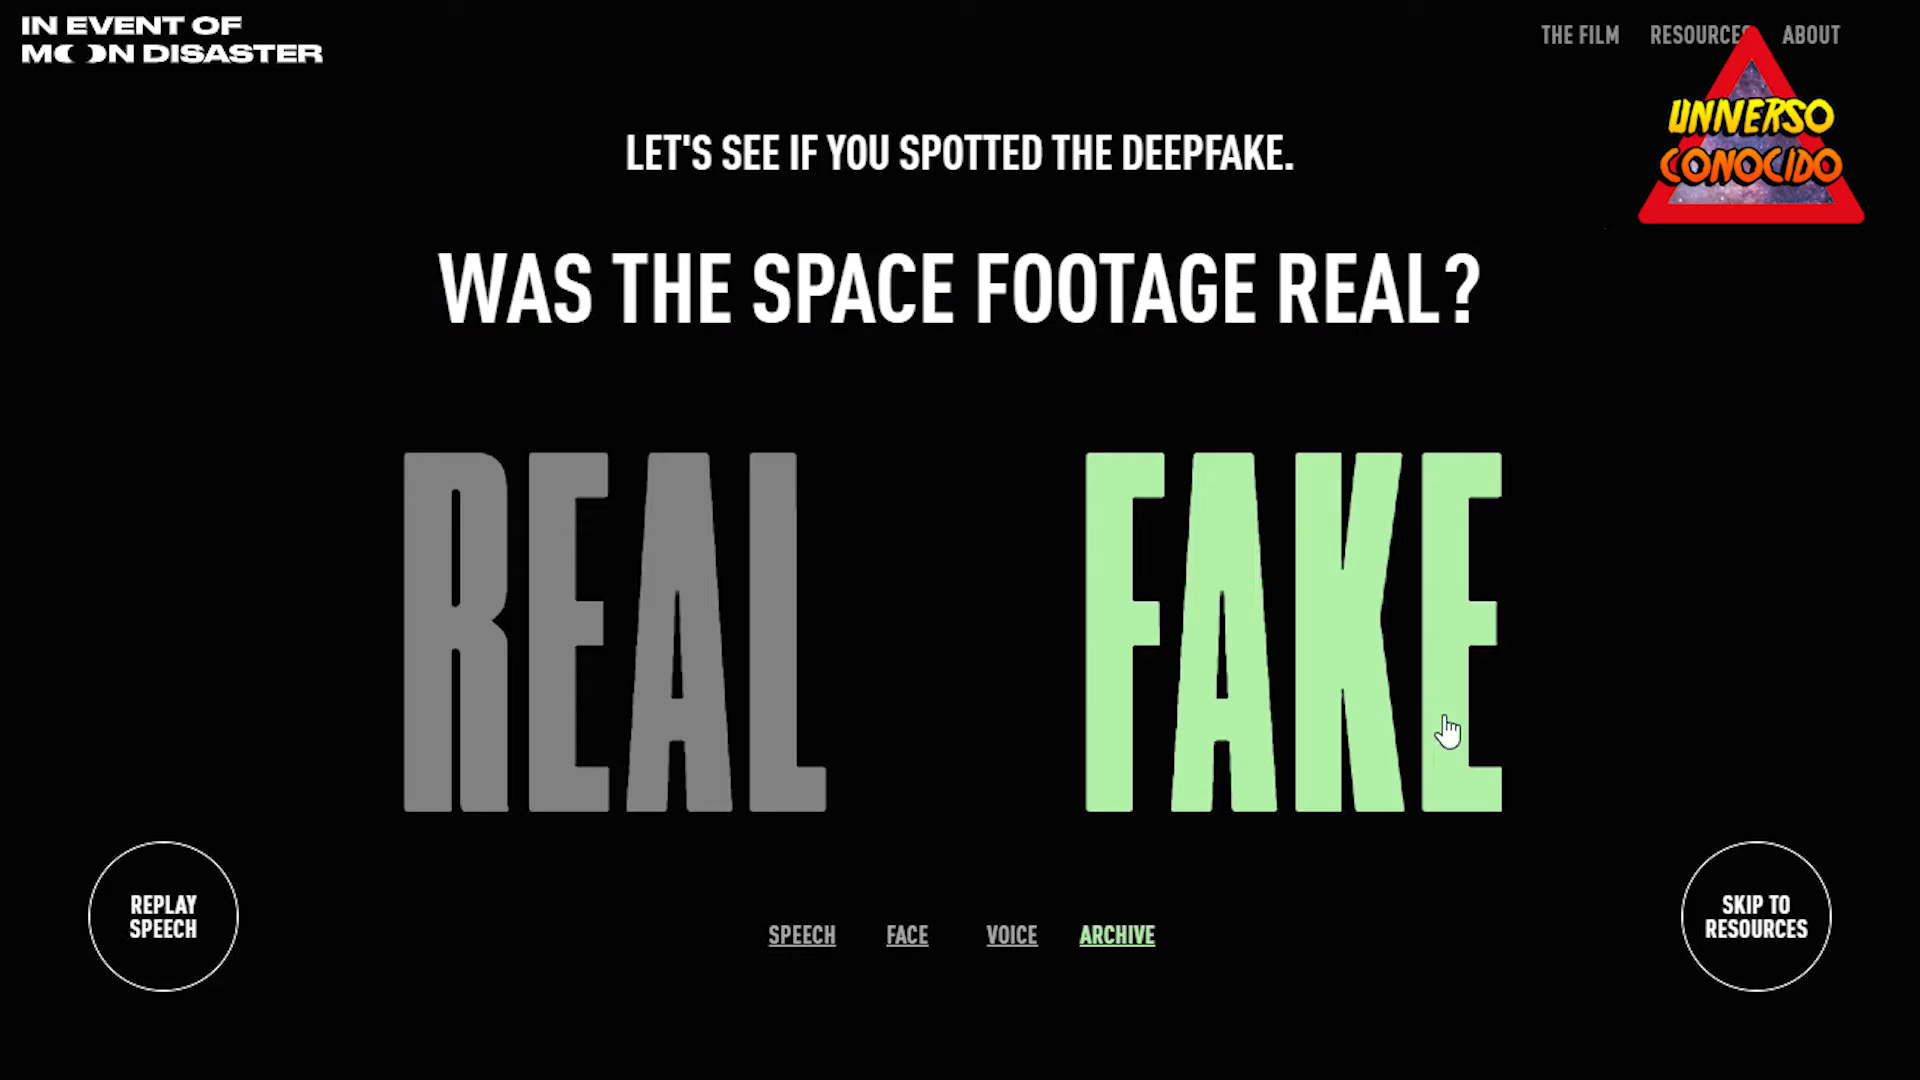 IN EVENT OF
MOON DISASTER
THE FILM
RESOURCES
ABOUT
UNIVERSO
CONOCIDO
LET'S SEE IF YOU SPOTTED THE DEEPFAKE.
WAS THE SPACE FOOTAGE REAL?
REAL
FAKE
REPLAY
SPEECH
SPEECH
FACE
VOICE
ARCHIVE
SKIP TO
RESOURCES